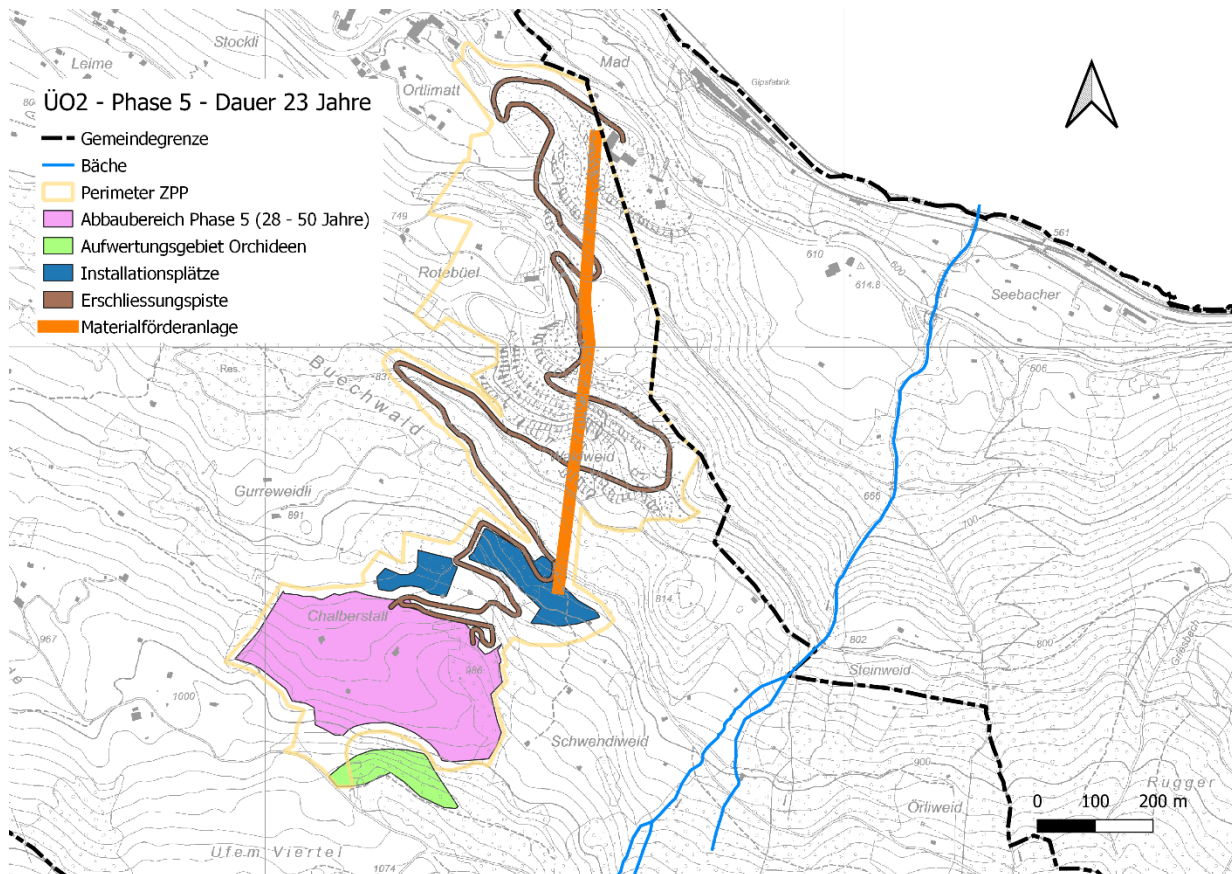 Stockli
Leime
Mad
Ortlimatt
Gipsfabrik
ÜO2 - Phase 5 - Dauer 23 Jahre
Gemeindegrenze
Bäche
Perimeter ZPP
Abbaubereich Phase 5 (28 - 50 Jahre)
Aufwertungsgebiet Orchideen
Installationsplätze
Erschliessungspiste
Materialförderanlage
749
Rotebüel
561
600
610
614.8
Seebacher
608
Res.
837
Buechwald
Gurreweidli
891
666
700
814
Chalberstall
967
986
1000
802
800
Steinweid
Griesbach
Schwendiweid
900
Örliweid
Rugger
0 100 200 m
Ufem Viertel
1074